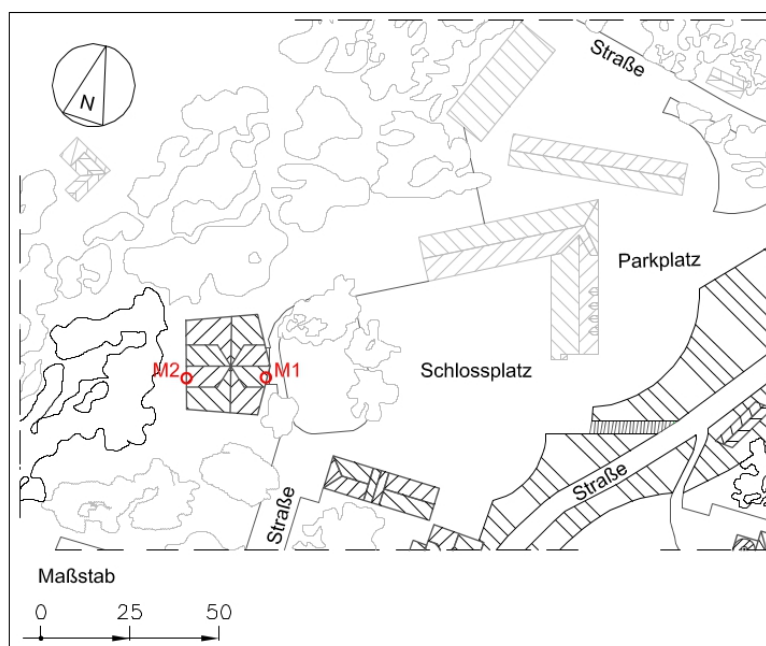 Straße
N
Parkplatz
Schlossplatz
M2
M1
Straße
Straße
Maßstab
0 25 50